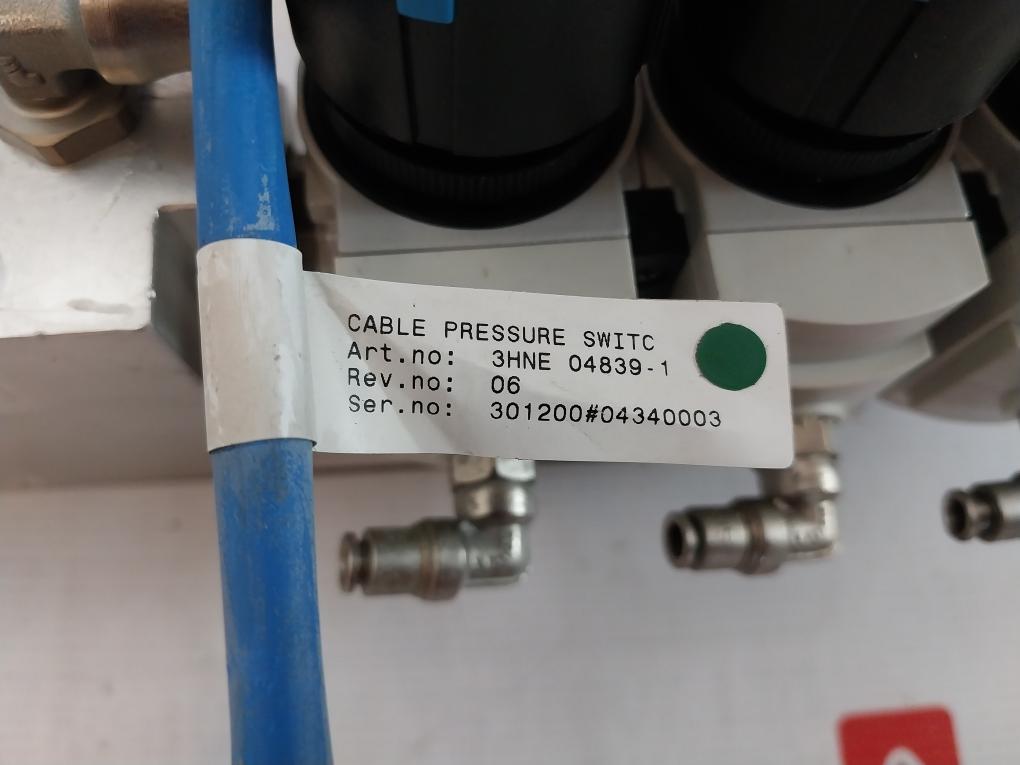 CABLE PRESSURE SWITC
Art.no: 3HNE 04839-1
Rev.no: 06
Ser.no: 301200#04340003